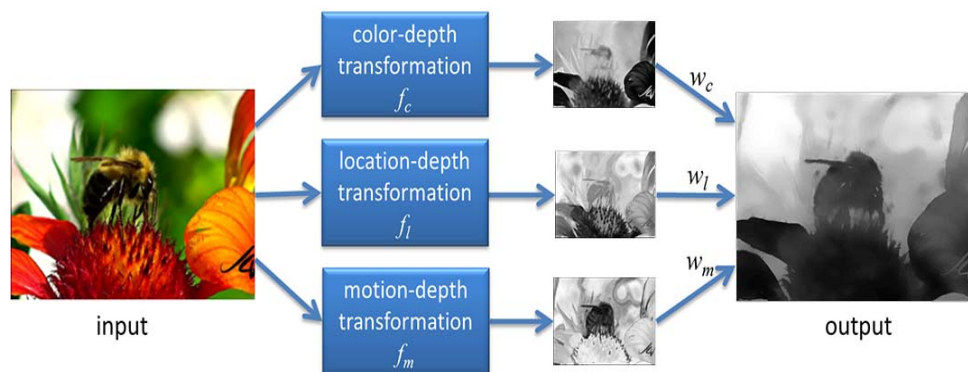 color-depth
transformation
f_c
w_c
location-depth
transformation
f_l
w_l
motion-depth
transformation
f_m
w_m
input
output